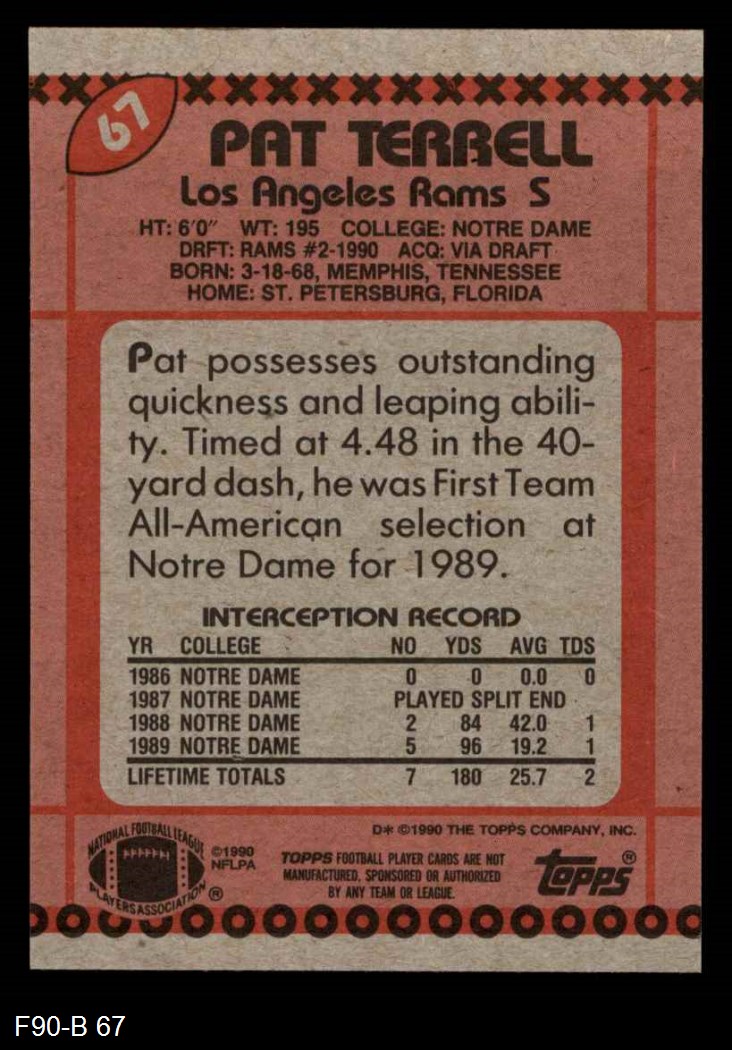 67
PAT TERRELL
Los Angeles Rams S
HT: 6'0" WT: 195 COLLEGE: NOTRE DAME
DRFT: RAMS #2-1990 ACQ: VIA DRAFT
BORN: 3-18-68, MEMPHIS, TENNESSEE
HOME: ST. PETERSBURG, FLORIDA
Pat possesses outstanding
quickness and leaping abili-
ty. Timed at 4.48 in the 40-
yard dash, he was First Team
All-American selection at
Notre Dame for 1989.
INTERCEPTION RECORD
YR COLLEGE NO YDS AVG TDS
1986 NOTRE DAME 0 0 0.0 0
1987 NOTRE DAME PLAYED SPLIT END
1988 NOTRE DAME 2 84 42.0 1
1989 NOTRE DAME 5 96 19.2 1
LIFETIME TOTALS 7 180 25.7 2
D* ©1990 THE TOPPS COMPANY, INC.
NATIONAL FOOTBALL LEAGUE
PLAYERS ASSOCIATION ®
©1990
NFLPA
TOPPS FOOTBALL PLAYER CARDS ARE NOT
MANUFACTURED, SPONSORED OR AUTHORIZED
BY ANY TEAM OR LEAGUE.
topps®
F90-B 67